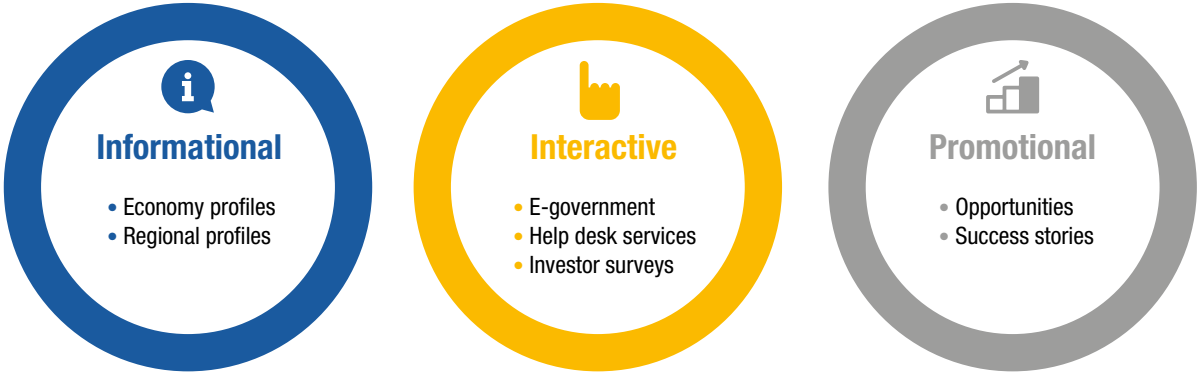 Informational
• Economy profiles
• Regional profiles
Interactive
• E-government
• Help desk services
• Investor surveys
Promotional
• Opportunities
• Success stories